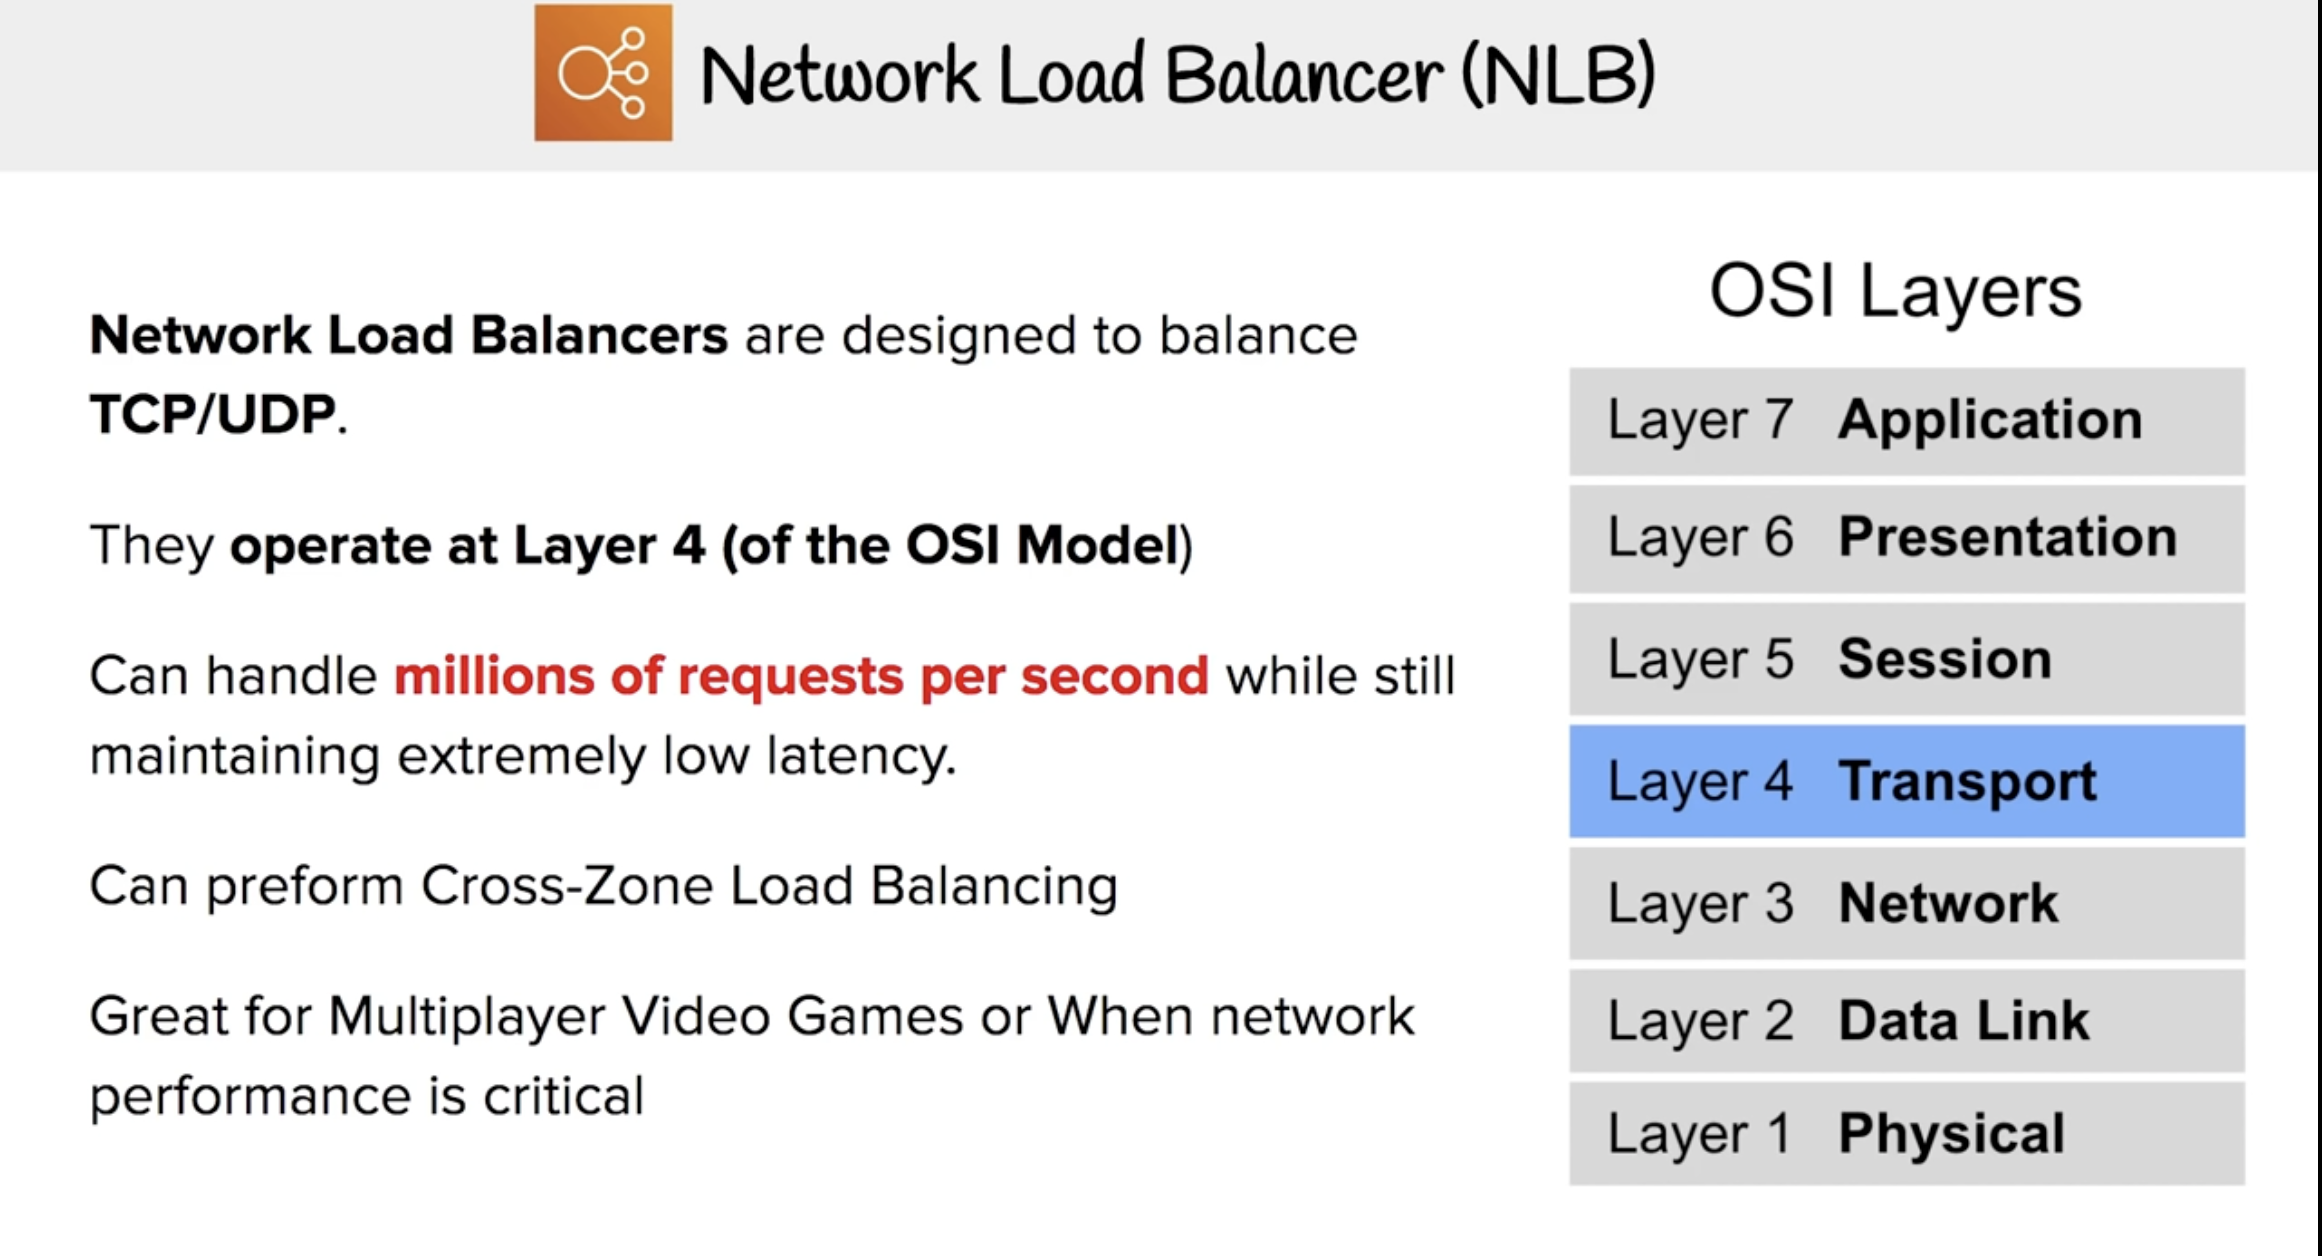 Network Load Balancer (NLB)
Network Load Balancers are designed to balance
TCP/UDP.
They operate at Layer 4 (of the OSI Model)
Can handle millions of requests per second while still
maintaining extremely low latency.
Can preform Cross-Zone Load Balancing
Great for Multiplayer Video Games or When network
performance is critical
OSI Layers
Layer 7 Application
Layer 6 Presentation
Layer 5 Session
Layer 4 Transport
Layer 3 Network
Layer 2 Data Link
Layer 1 Physical